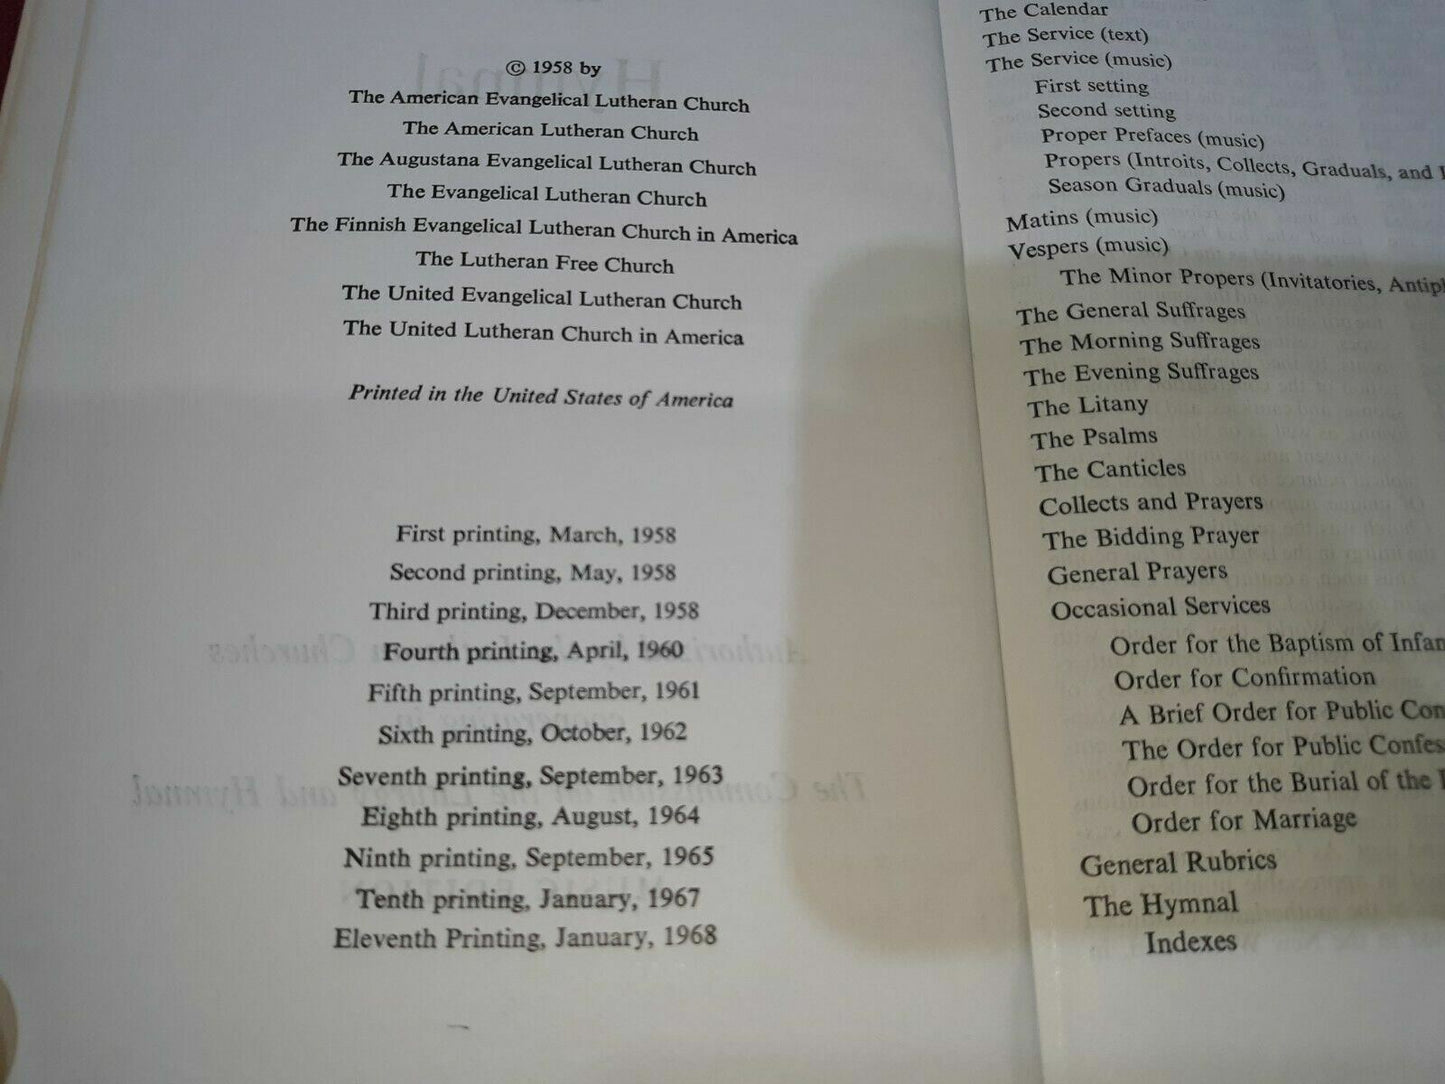 © 1958 by
The American Evangelical Lutheran Church
The American Lutheran Church
The Augustana Evangelical Lutheran Church
The Evangelical Lutheran Church
The Finnish Evangelical Lutheran Church in America
The Lutheran Free Church
The United Evangelical Lutheran Church
The United Lutheran Church in America
Printed in the United States of America
First printing, March, 1958
Second printing, May, 1958
Third printing, December, 1958
Fourth printing, April, 1960
Fifth printing, September, 1961
Sixth printing, October, 1962
Seventh printing, September, 1963
Eighth printing, August, 1964
Ninth printing, September, 1965
Tenth printing, January, 1967
Eleventh Printing, January, 1968
The Calendar
The Service (text)
The Service (music)
First setting
Second setting
Proper Prefaces (music)
Propers (Introits, Collects, Graduals, and
Season Graduals (music)
Matins (music)
Vespers (music)
The Minor Propers (Invitatories, Antiph
The General Suffrages
The Morning Suffrages
The Evening Suffrages
The Litany
The Psalms
The Canticles
Collects and Prayers
The Bidding Prayer
General Prayers
Occasional Services
Order for the Baptism of Infan
Order for Confirmation
A Brief Order for Public Con
The Order for Public Confes
Order for the Burial of the
Order for Marriage
General Rubrics
The Hymnal
Indexes